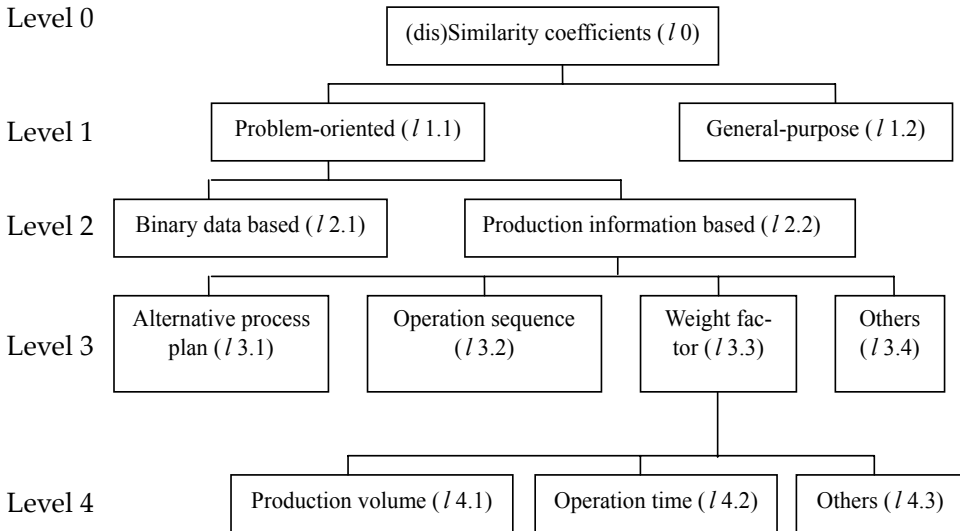 Level 0
(dis)Similarity coefficients (l 0)
Level 1
Problem-oriented (l 1.1)
General-purpose (l 1.2)
Level 2
Binary data based (l 2.1)
Production information based (l 2.2)
Level 3
Alternative process
plan (l 3.1)
Operation sequence
(l 3.2)
Weight fac-
tor (l 3.3)
Others
(l 3.4)
Level 4
Production volume (l 4.1)
Operation time (l 4.2)
Others (l 4.3)